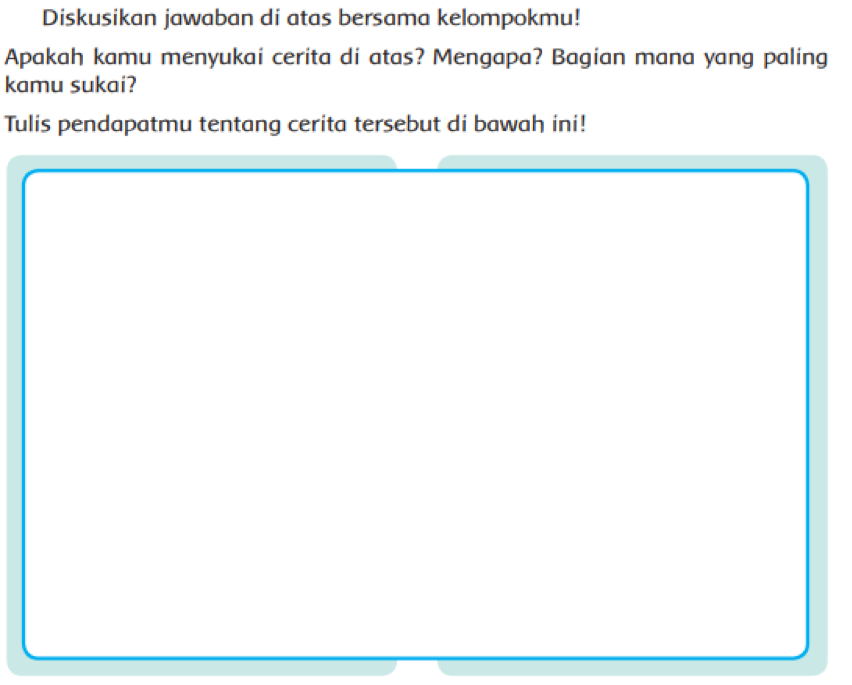 Diskusikan jawaban di atas bersama kelompokmu!
Apakah kamu menyukai cerita di atas? Mengapa? Bagian mana yang paling
kamu sukai?
Tulis pendapatmu tentang cerita tersebut di bawah ini!